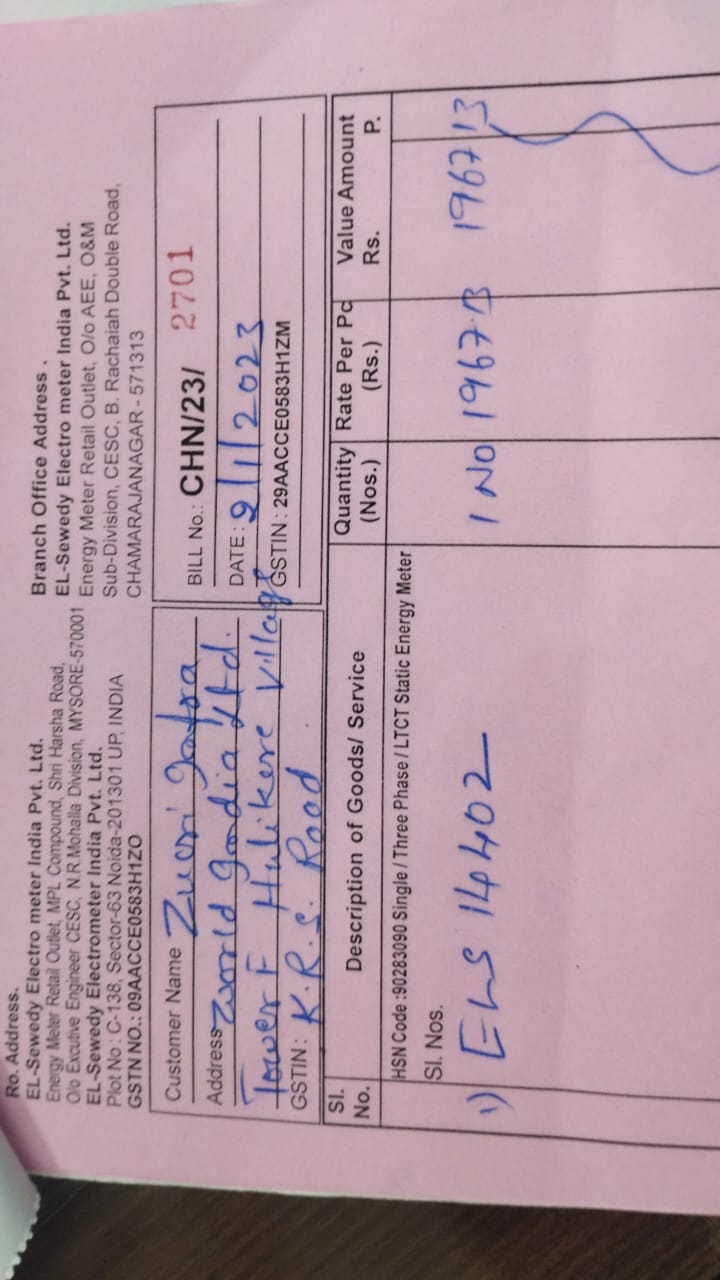 Ro. Address.
EL-Sewedy Electro meter India Pvt. Ltd.
Energy Meter Retail Outlet, MPL Compound, Shri Harsha Road,
O/o Excutive Engineer CESC, N.R.Mohalla Division, MYSORE-570001
EL-Sewedy Electrometer India Pvt. Ltd.
Plot No : C-138, Sector-63 Noida-201301 UP, INDIA
GSTN NO.: 09AACCE0583H1ZO
Branch Office Address .
EL-Sewedy Electro meter India Pvt. Ltd.
Energy Meter Retail Outlet, O/o AEE, O&M
Sub-Division, CESC, B. Rachaiah Double Road,
CHAMARAJANAGAR - 571313
Customer Name
Address
Tower F Hulikere Village
GSTIN: K.R.S. Road
BILL No.: CHN/23/ 2701
DATE: 9/1/2023
GSTIN: 29AACCE0583H1ZM
Sl. No. Description of Goods/ Service Quantity (Nos.) Rate Per Pc (Rs.) Value Amount Rs. P.
HSN Code :90283090 Single / Three Phase / LTCT Static Energy Meter
Sl. Nos.
1) ELS 14402 1 NO 1967.13 1967 13